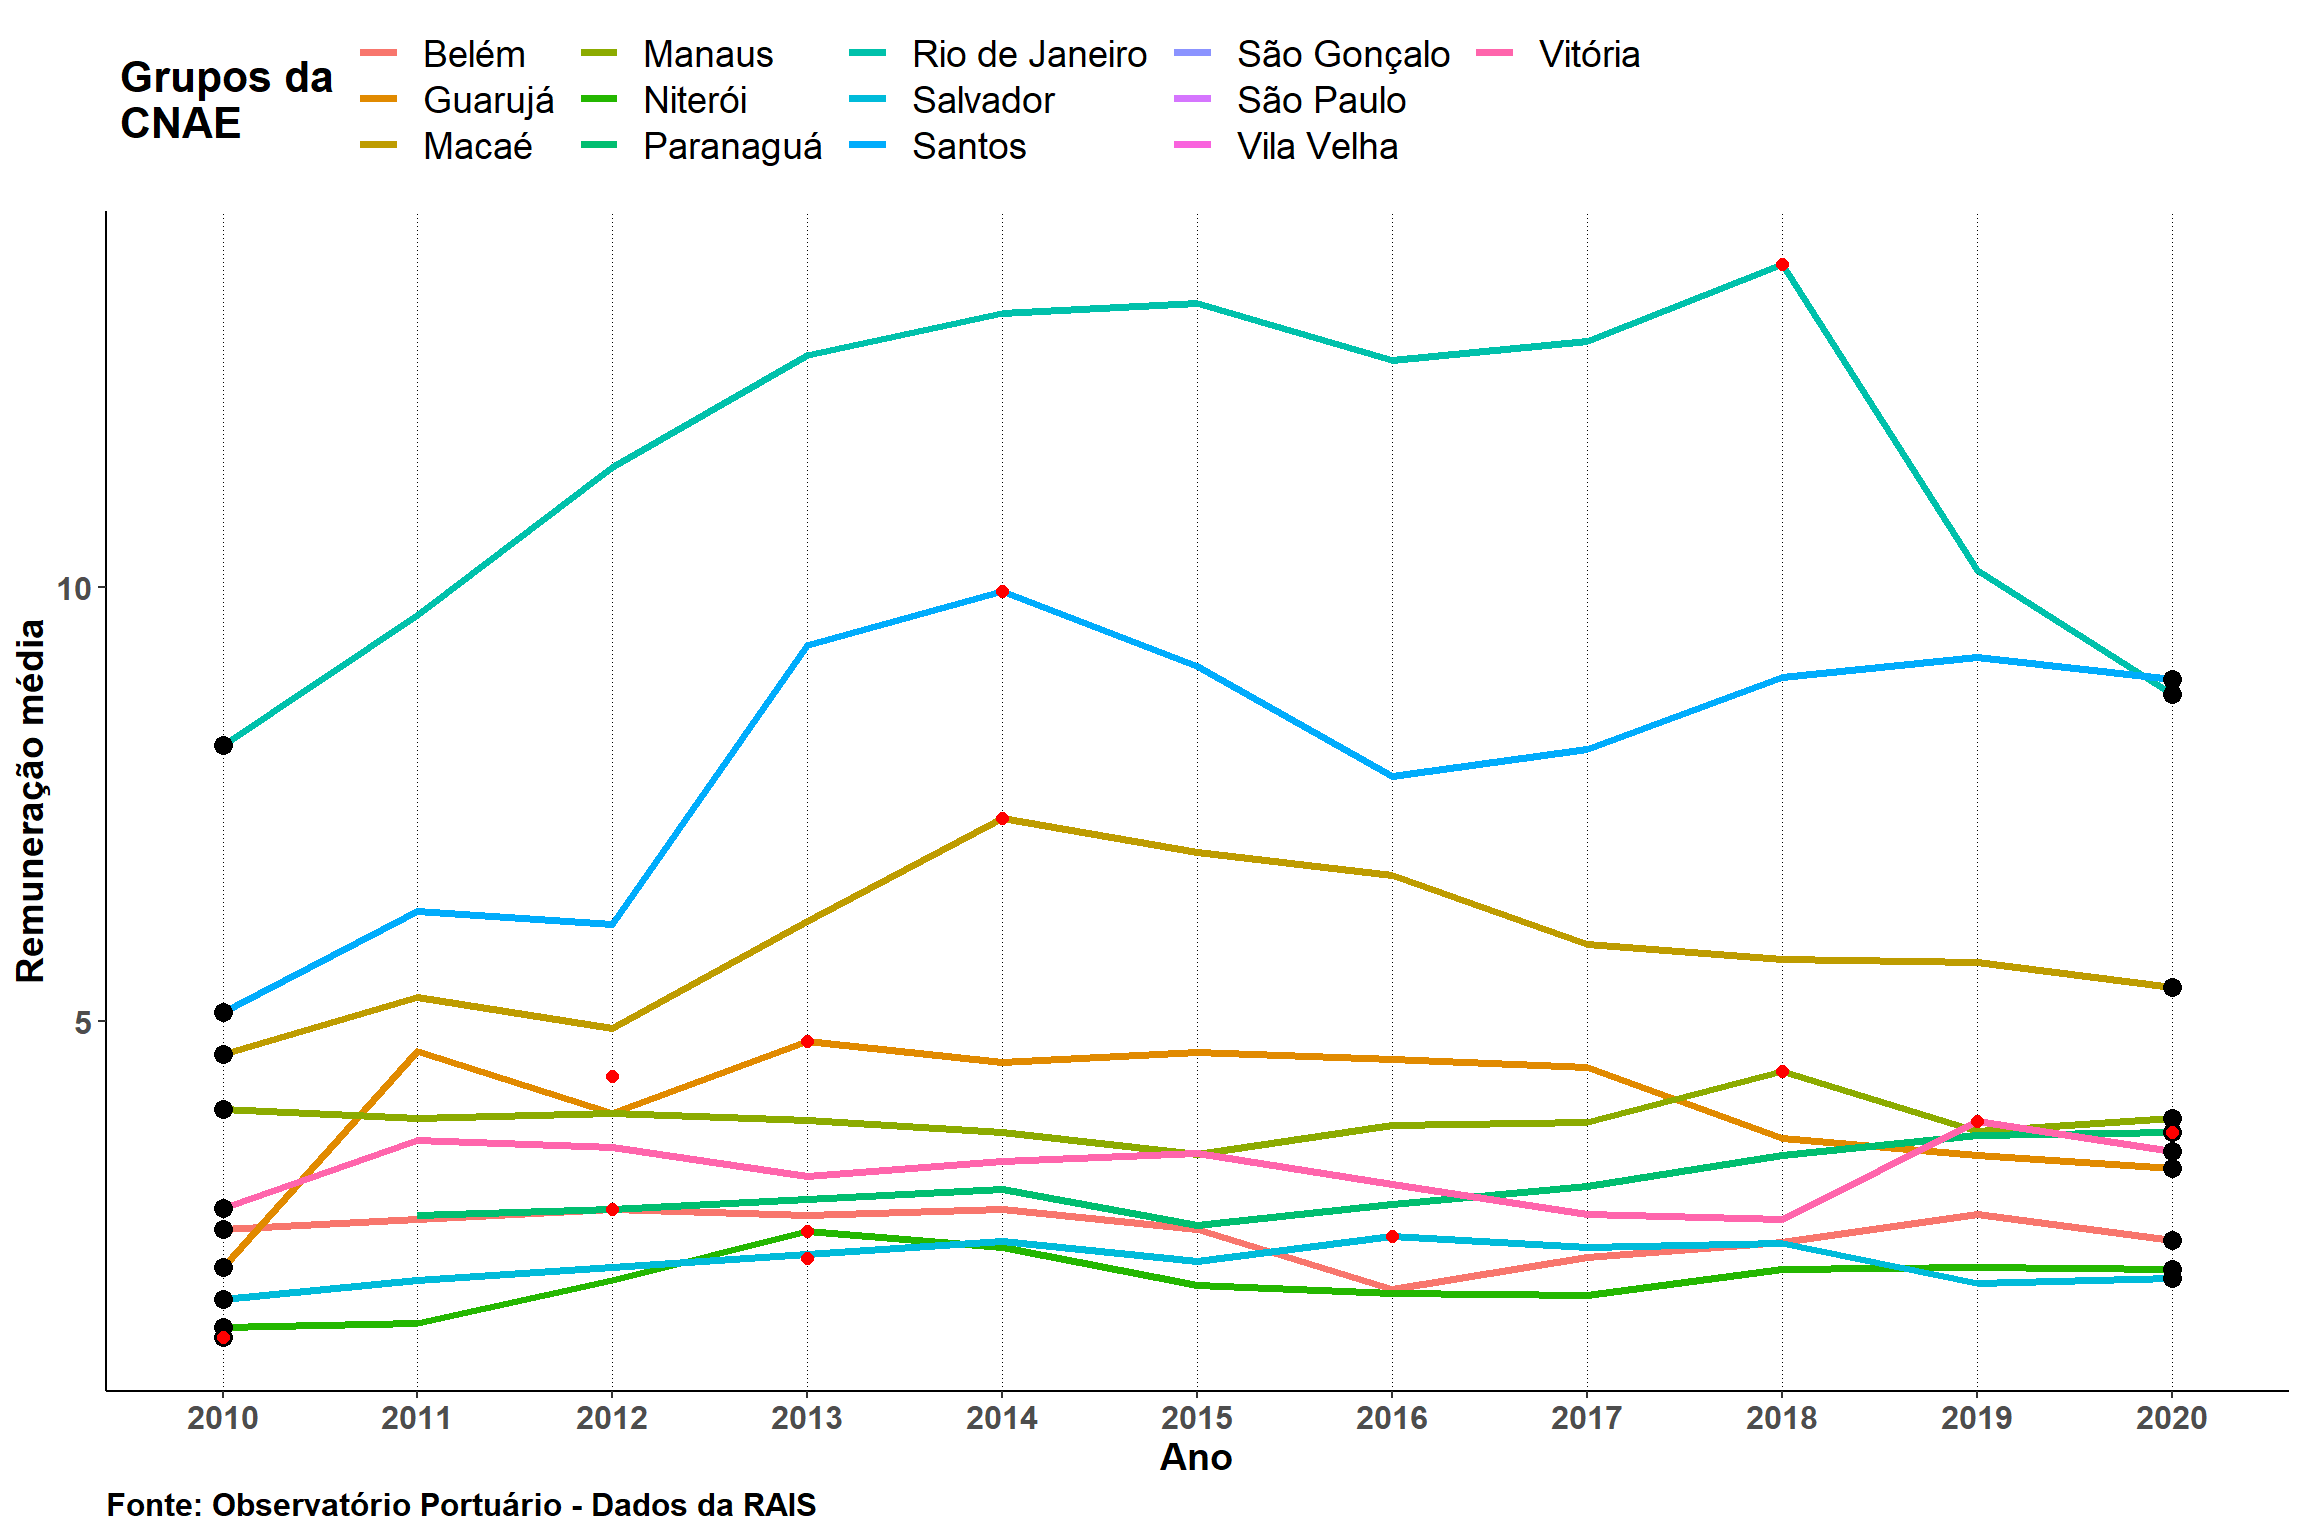 Grupos da
CNAE
Belém
Guarujá
Macaé
Manaus
Niterói
Paranaguá
Rio de Janeiro
Salvador
Santos
São Gonçalo
São Paulo
Vila Velha
Vitória
Remuneração média
10
5
2010 2011 2012 2013 2014 2015 2016 2017 2018 2019 2020
Ano
Fonte: Observatório Portuário - Dados da RAIS